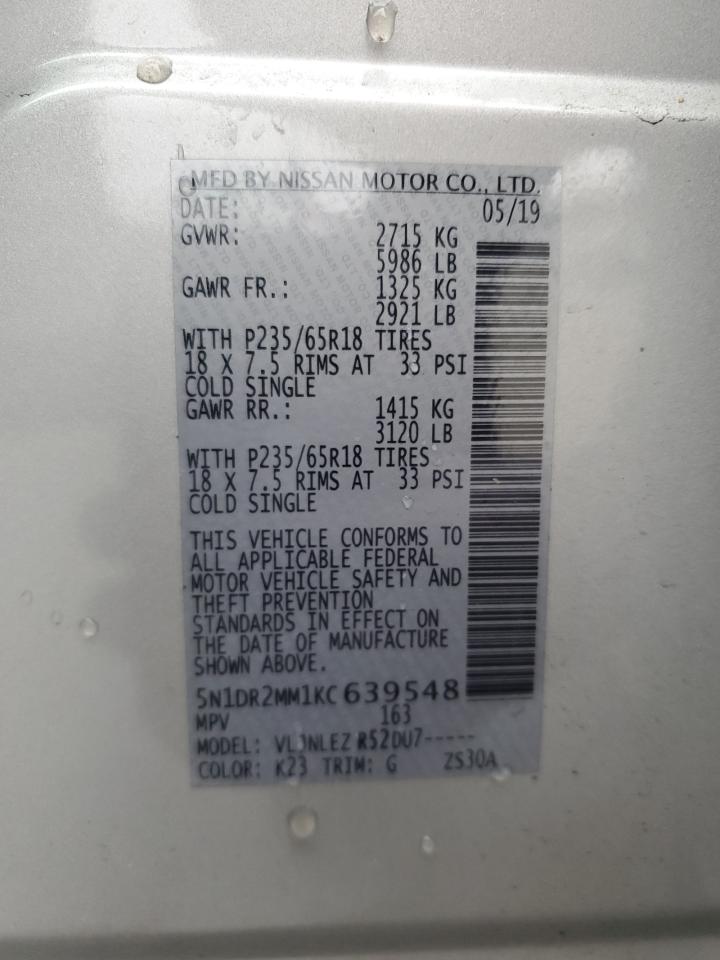 MFD BY NISSAN MOTOR CO., LTD.
DATE: 05/19
GVWR: 2715 KG
5986 LB
GAWR FR.: 1325 KG
2921 LB
WITH P235/65R18 TIRES
18 X 7.5 RIMS AT 33 PSI
COLD SINGLE
GAWR RR.: 1415 KG
3120 LB
WITH P235/65R18 TIRES
18 X 7.5 RIMS AT 33 PSI
COLD SINGLE
THIS VEHICLE CONFORMS TO
ALL APPLICABLE FEDERAL
MOTOR VEHICLE SAFETY AND
THEFT PREVENTION
STANDARDS IN EFFECT ON
THE DATE OF MANUFACTURE
SHOWN ABOVE.
5N1DR2MM1KC639548
MPV 163
MODEL: R52DU7-----
COLOR: K23 TRIM: G ZS30A